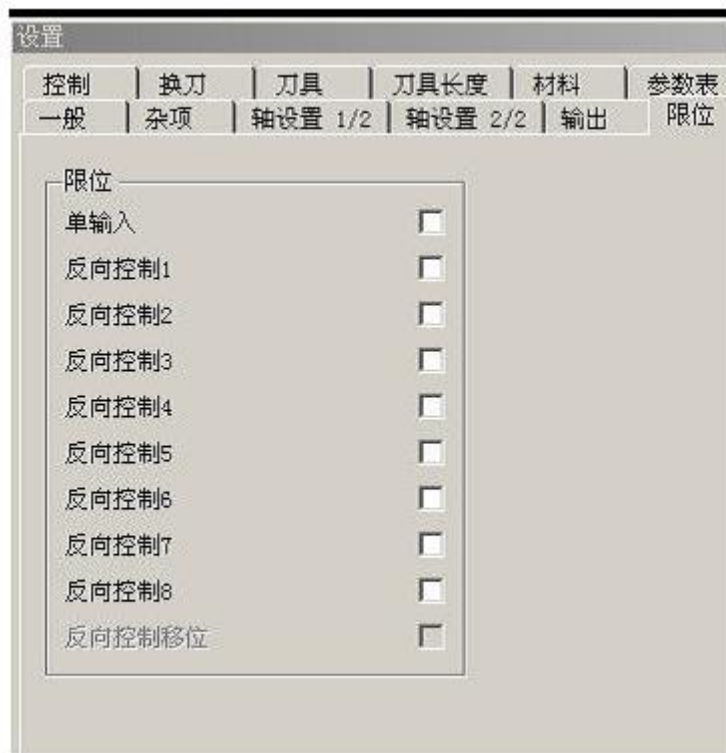 设置
控制 换刀 刀具 刀具长度 材料 参数表
一般 杂项 轴设置 1/2 轴设置 2/2 输出 限位
限位
单输入
反向控制1
反向控制2
反向控制3
反向控制4
反向控制5
反向控制6
反向控制7
反向控制8
反向控制移位